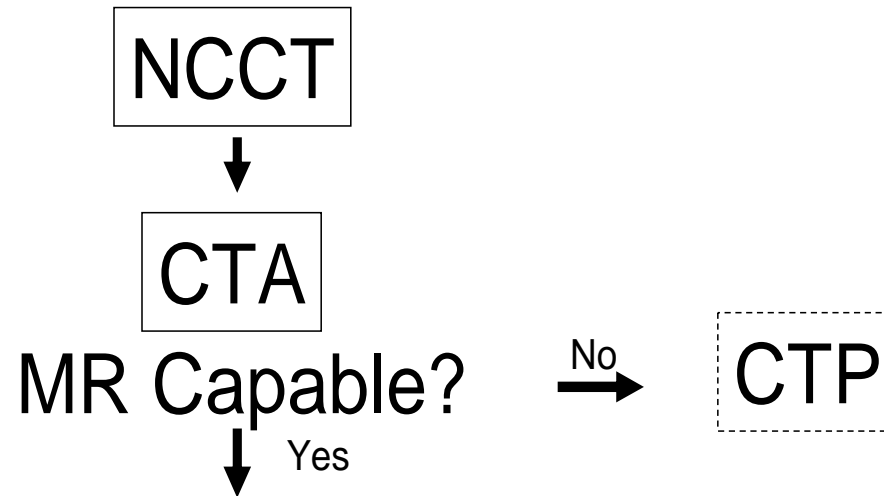 NCCT
CTA
MR Capable?
No
CTP
Yes